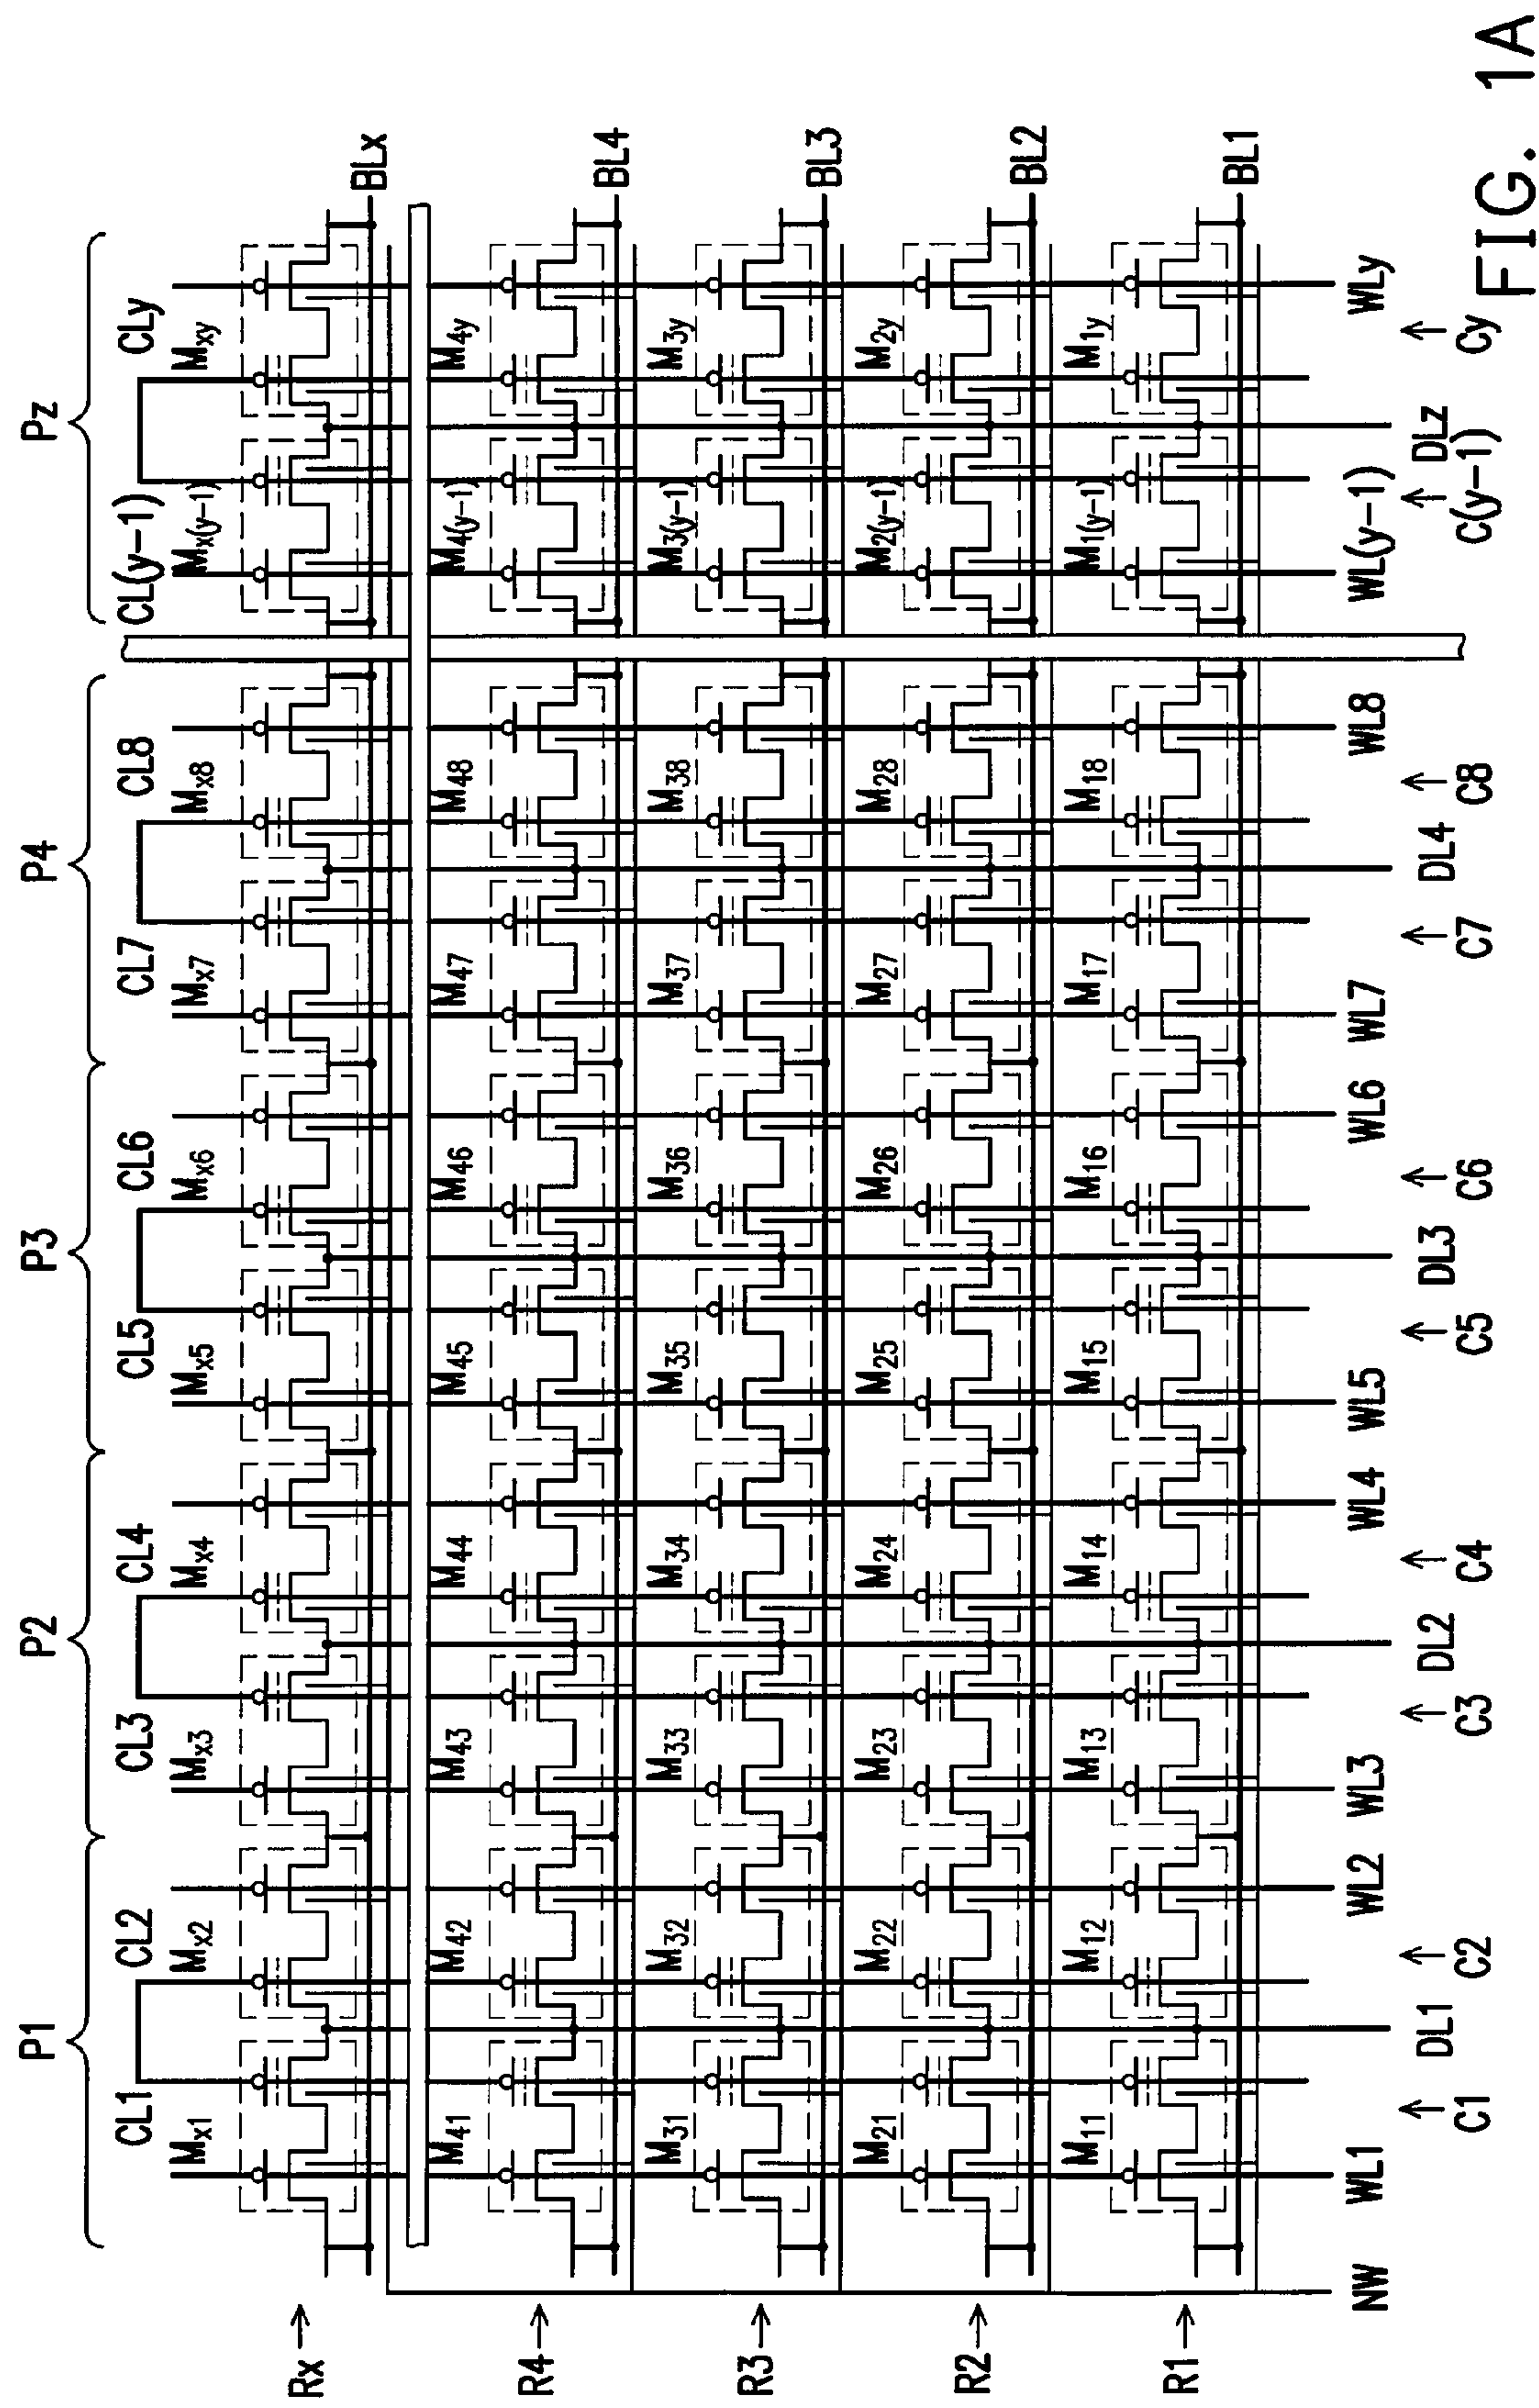 P1 P2 P3 P4 Pz
CL1 CL2 CL3 CL4 CL5 CL6 CL7 CL8 CL(y-1) CLy
Rx Mx1 Mx2 Mx3 Mx4 Mx5 Mx6 Mx7 Mx8 Mx(y-1) Mxy BLx
R4 M41 M42 M43 M44 M45 M46 M47 M48 M4(y-1) M4y BL4
R3 M31 M32 M33 M34 M35 M36 M37 M38 M3(y-1) M3y BL3
R2 M21 M22 M23 M24 M25 M26 M27 M28 M2(y-1) M2y BL2
R1 M11 M12 M13 M14 M15 M16 M17 M18 M1(y-1) M1y BL1
NW WL1 WL2 WL3 WL4 WL5 WL6 WL7 WL8 WL(y-1) WLy
DL1 DL2 DL3 DL4 DLz
C1 C2 C3 C4 C5 C6 C7 C8 C(y-1) Cy
FIG. 1A